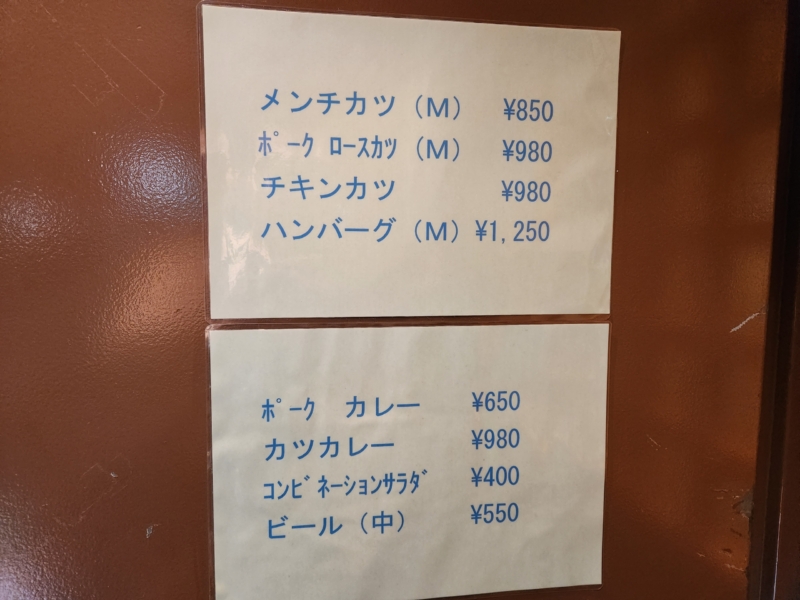 メンチカツ（M） ¥850
ﾎﾟｰｸ ﾛｰｽｶﾂ（M） ¥980
チキンカツ ¥980
ハンバーグ（M） ¥1,250
ﾎﾟｰｸ カレー ¥650
カツカレー ¥980
ｺﾝﾋﾞﾈｰｼｮﾝｻﾗﾀﾞ ¥400
ビール（中） ¥550